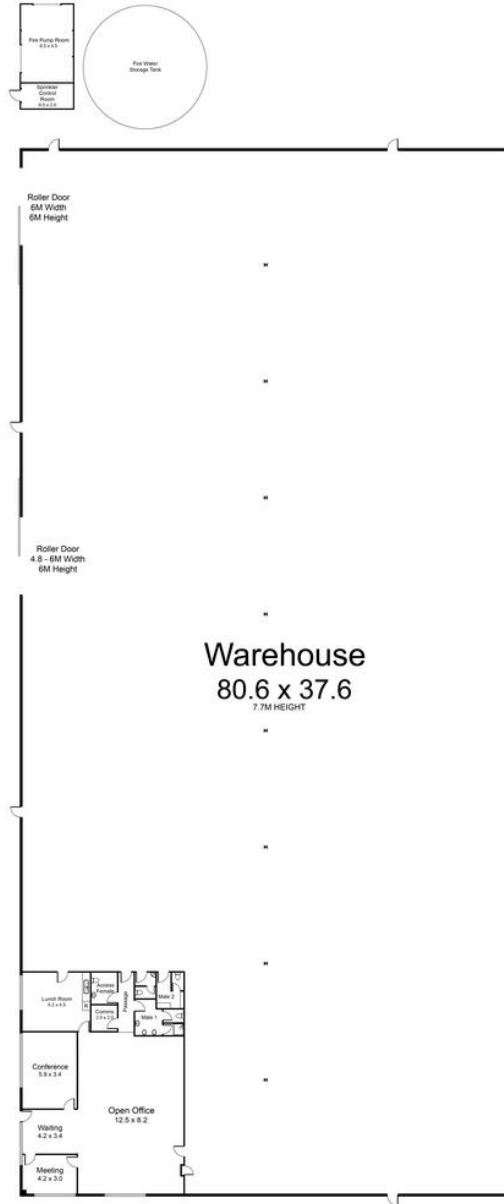 Fire Pump Room
Fire Water
Storage Tank
Sprinkler
Control
Room
Roller Door
6M Width
6M Height
Roller Door
4.8 - 6M Width
6M Height
Warehouse
80.6 x 37.6
7.7M HEIGHT
Lunch Room
Access
Female
Comms
Passage
Male 2
Male 1
Conference
5.9 x 3.4
Open Office
12.5 x 8.2
Waiting
4.2 x 3.4
Meeting
4.2 x 3.0